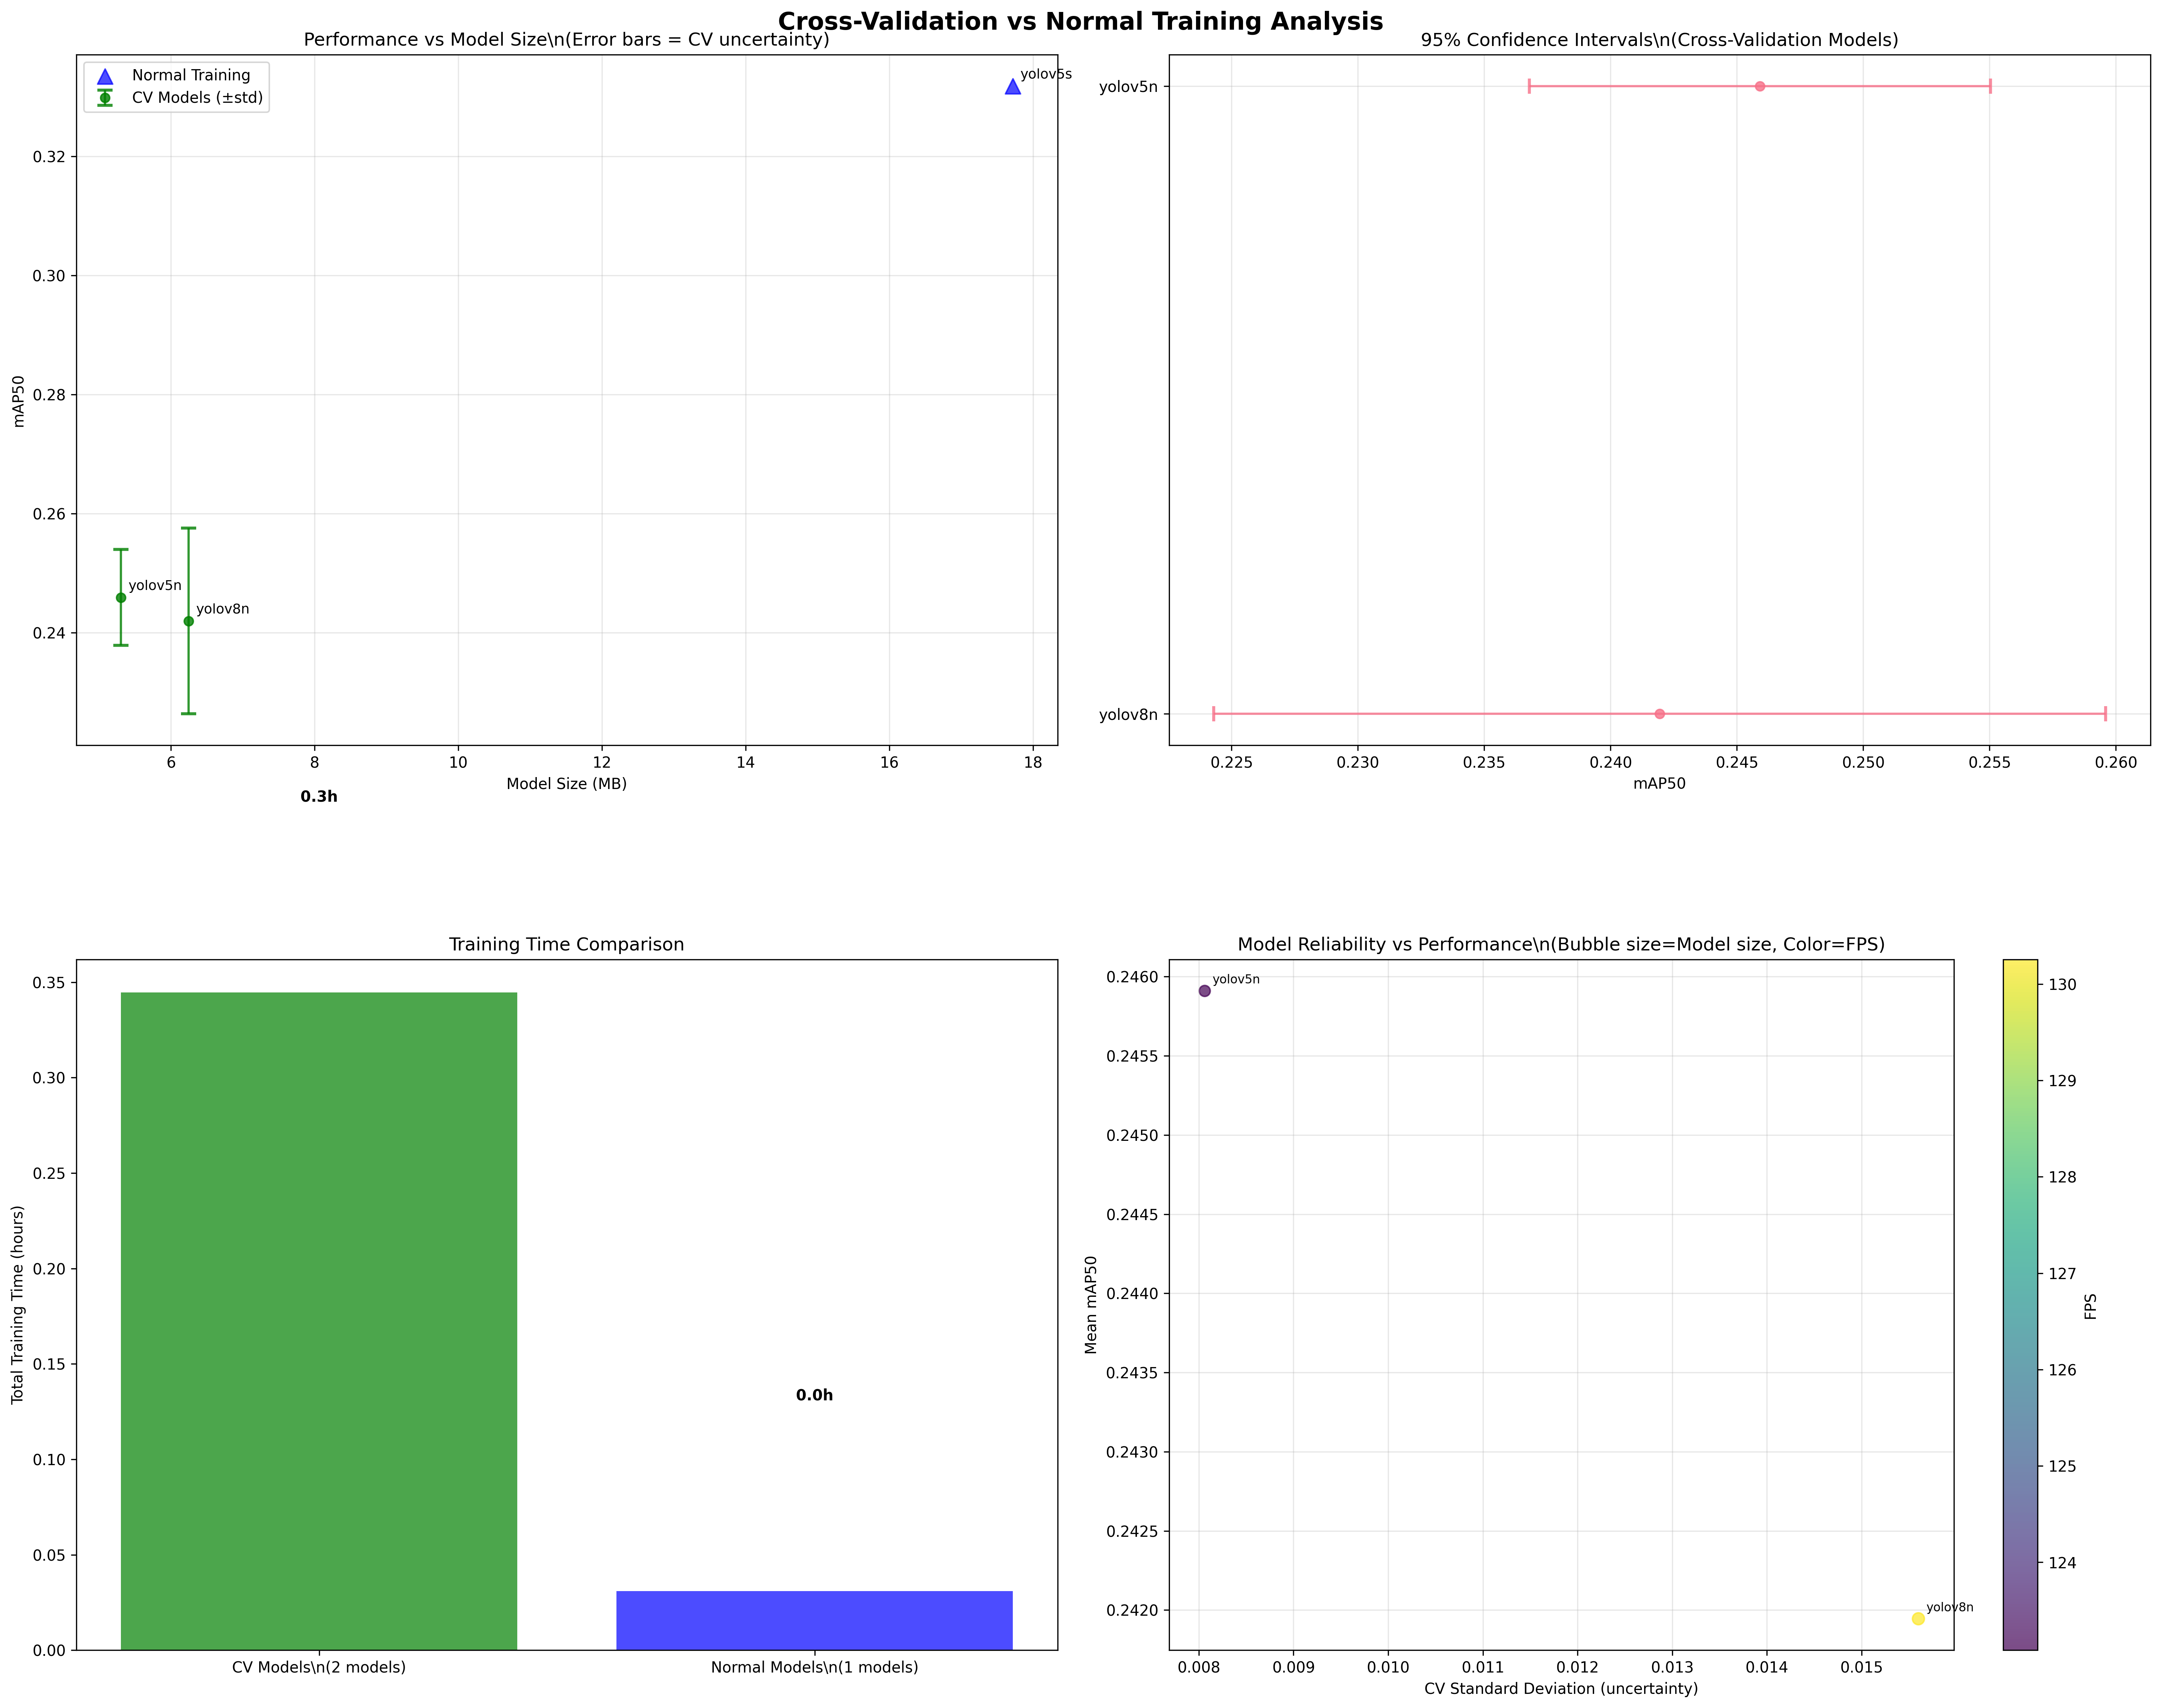 Cross-Validation vs Normal Training Analysis
Performance vs Model Size\n(Error bars = CV uncertainty)
Normal Training
CV Models (±std)
yolov5s
yolov5n
yolov8n
mAP50
0.32
0.30
0.28
0.26
0.24
6 8 10 12 14 16 18
Model Size (MB)
0.3h
95% Confidence Intervals\n(Cross-Validation Models)
yolov5n
yolov8n
0.225 0.230 0.235 0.240 0.245 0.250 0.255 0.260
mAP50
Training Time Comparison
Total Training Time (hours)
0.35
0.30
0.25
0.20
0.15
0.10
0.05
0.00
0.0h
CV Models\n(2 models) Normal Models\n(1 models)
Model Reliability vs Performance\n(Bubble size=Model size, Color=FPS)
Mean mAP50
0.2460
0.2455
0.2450
0.2445
0.2440
0.2435
0.2430
0.2425
0.2420
yolov5n
yolov8n
0.008 0.009 0.010 0.011 0.012 0.013 0.014 0.015
CV Standard Deviation (uncertainty)
130
129
128
127
126
125
124
FPS